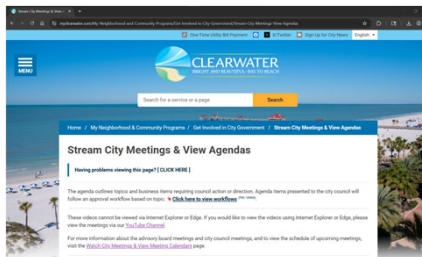 Stream City Meetings & View A
myclearwater.com/My-Neighborhood-and-Community-Programs/Get-Involved-in-City-Government/Stream-City-Meetings-View-Agendas
One Time Utility Bill Payment
X/Twitter
Sign Up for City News
English
MENU
CLEARWATER
BRIGHT AND BEAUTIFUL · BAY TO BEACH
Search for a service or a page
Search
Home / My Neighborhood & Community Programs / Get Involved in City Government / Stream City Meetings & View Agendas
Stream City Meetings & View Agendas
Having problems viewing this page? [ CLICK HERE ]
The agenda outlines topics and business items requiring council action or direction. Agenda items presented to the city council will
follow an approval workflow based on topic. Click here to view workflows
These videos cannot be viewed via Internet Explorer or Edge. If you would like to view the videos using Internet Explorer or Edge, please
view the meetings via our YouTube Channel.
For more information about the advisory board meetings and city council meetings, and to view the schedule of upcoming meetings,
visit the Watch City Meetings & View Meeting Calendars page.